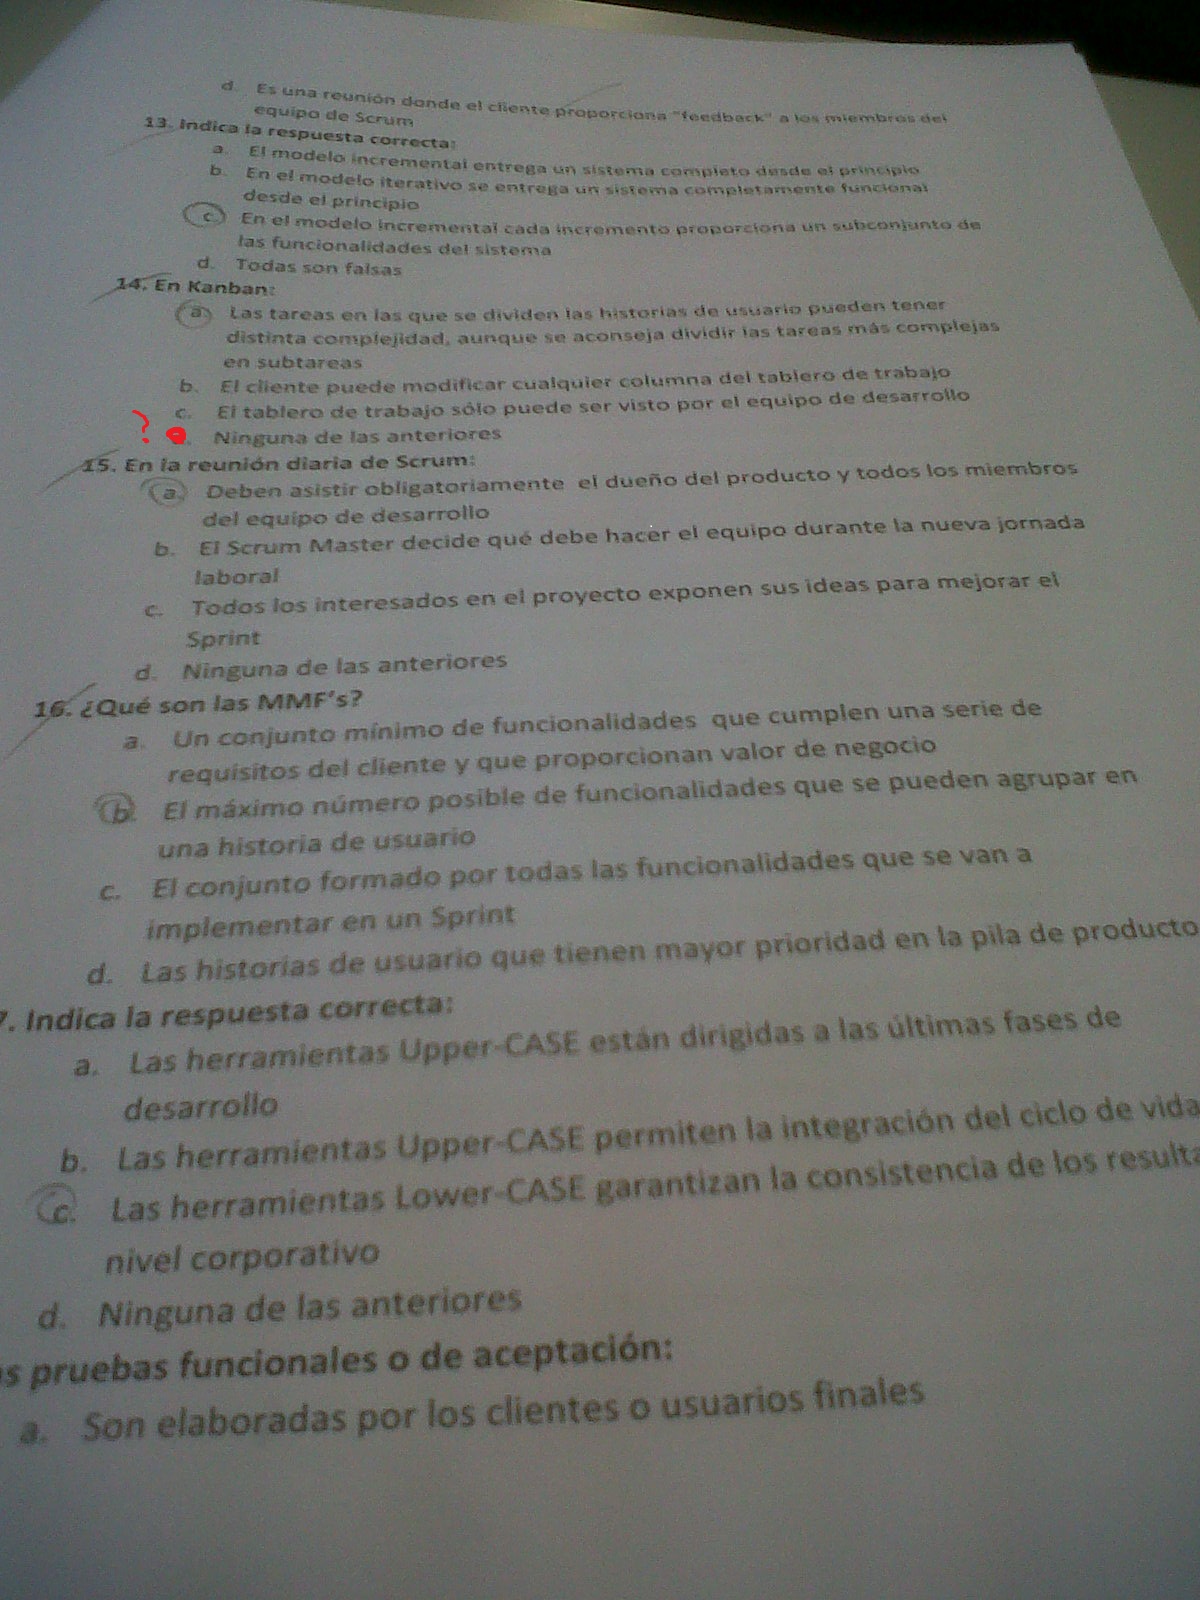 d. Es una reunión donde el cliente proporciona "feedback" a los miembros del
equipo de Scrum
13. Indica la respuesta correcta:
a. El modelo incremental entrega un sistema completo desde el principio
b. En el modelo iterativo se entrega un sistema completamente funcional
desde el principio
c. En el modelo incremental cada incremento proporciona un subconjunto de
las funcionalidades del sistema
d. Todas son falsas
14. En Kanban:
a. Las tareas en las que se dividen las historias de usuario pueden tener
distinta complejidad, aunque se aconseja dividir las tareas más complejas
en subtareas
b. El cliente puede modificar cualquier columna del tablero de trabajo
c. El tablero de trabajo sólo puede ser visto por el equipo de desarrollo
? . Ninguna de las anteriores
15. En la reunión diaria de Scrum:
a. Deben asistir obligatoriamente el dueño del producto y todos los miembros
del equipo de desarrollo
b. El Scrum Master decide qué debe hacer el equipo durante la nueva jornada
laboral
c. Todos los interesados en el proyecto exponen sus ideas para mejorar el
Sprint
d. Ninguna de las anteriores
16. ¿Qué son las MMF's?
a. Un conjunto mínimo de funcionalidades que cumplen una serie de
requisitos del cliente y que proporcionan valor de negocio
b. El máximo número posible de funcionalidades que se pueden agrupar en
una historia de usuario
c. El conjunto formado por todas las funcionalidades que se van a
implementar en un Sprint
d. Las historias de usuario que tienen mayor prioridad en la pila de producto
7. Indica la respuesta correcta:
a. Las herramientas Upper-CASE están dirigidas a las últimas fases de
desarrollo
b. Las herramientas Upper-CASE permiten la integración del ciclo de vida
c. Las herramientas Lower-CASE garantizan la consistencia de los resulta
nivel corporativo
d. Ninguna de las anteriores
s pruebas funcionales o de aceptación:
a. Son elaboradas por los clientes o usuarios finales